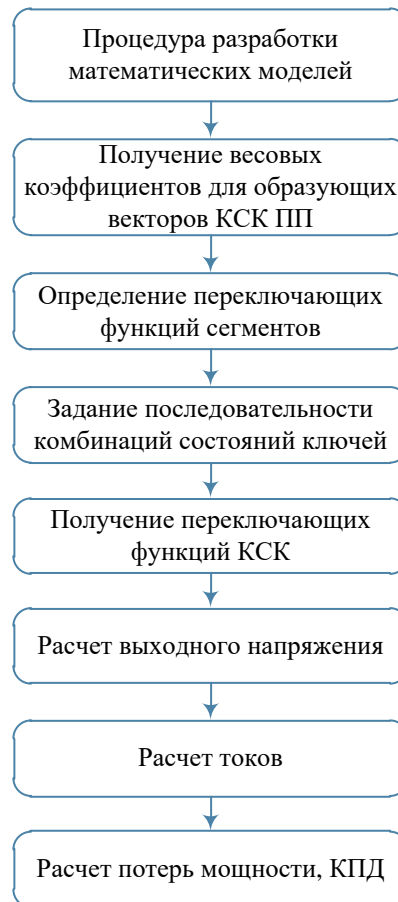 Процедура разработки
математических моделей
Получение весовых
коэффициентов для образующих
векторов КСК ПП
Определение переключающих
функций сегментов
Задание последовательности
комбинаций состояний ключей
Получение переключающих
функций КСК
Расчет выходного напряжения
Расчет токов
Расчет потерь мощности, КПД